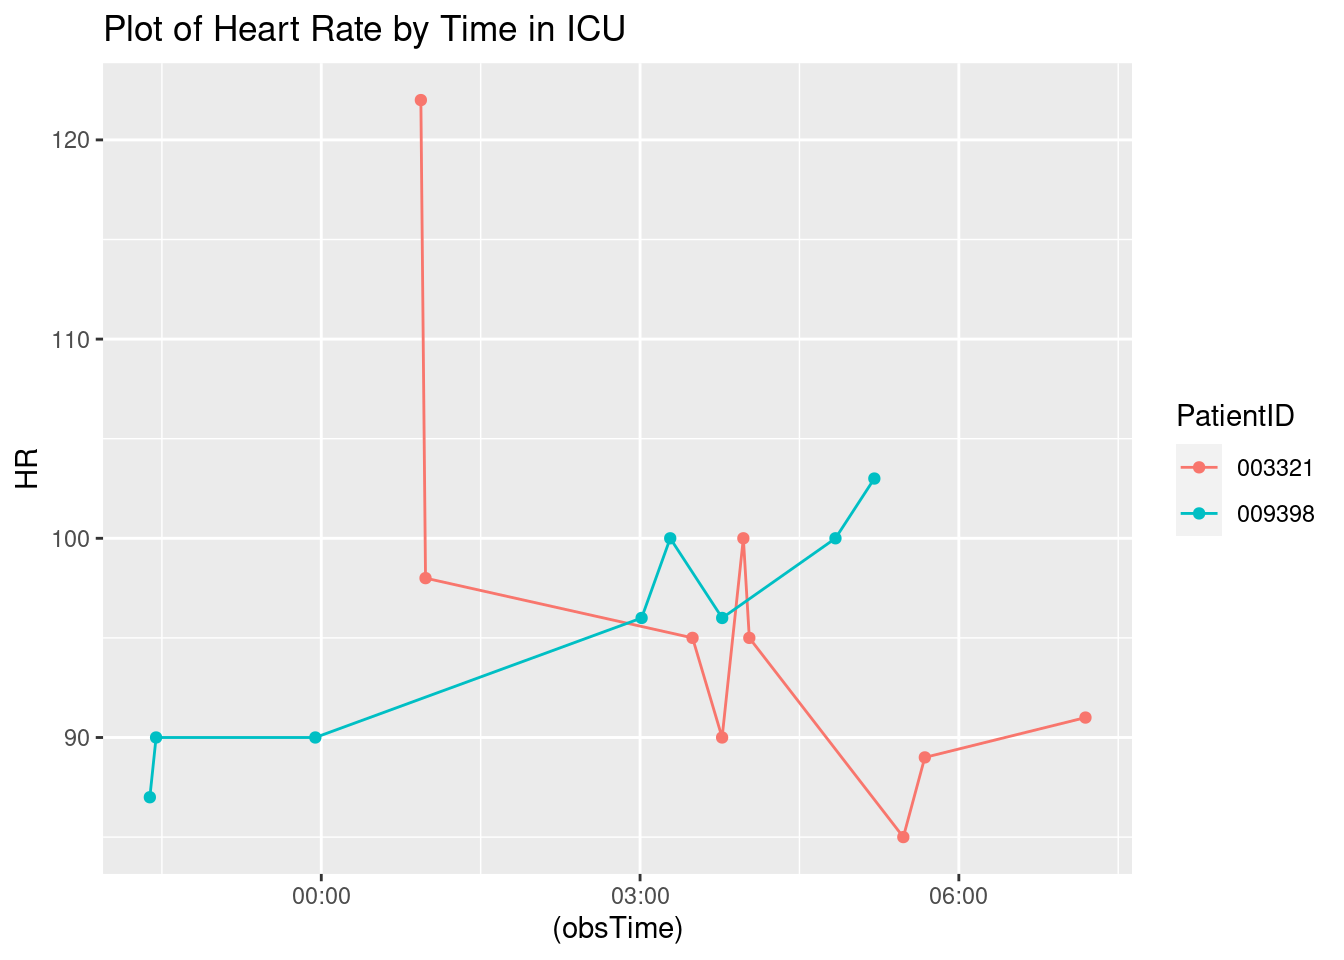 Plot of Heart Rate by Time in ICU
120
110
100
90
HR
00:00
03:00
06:00
(obsTime)
PatientID
003321
009398